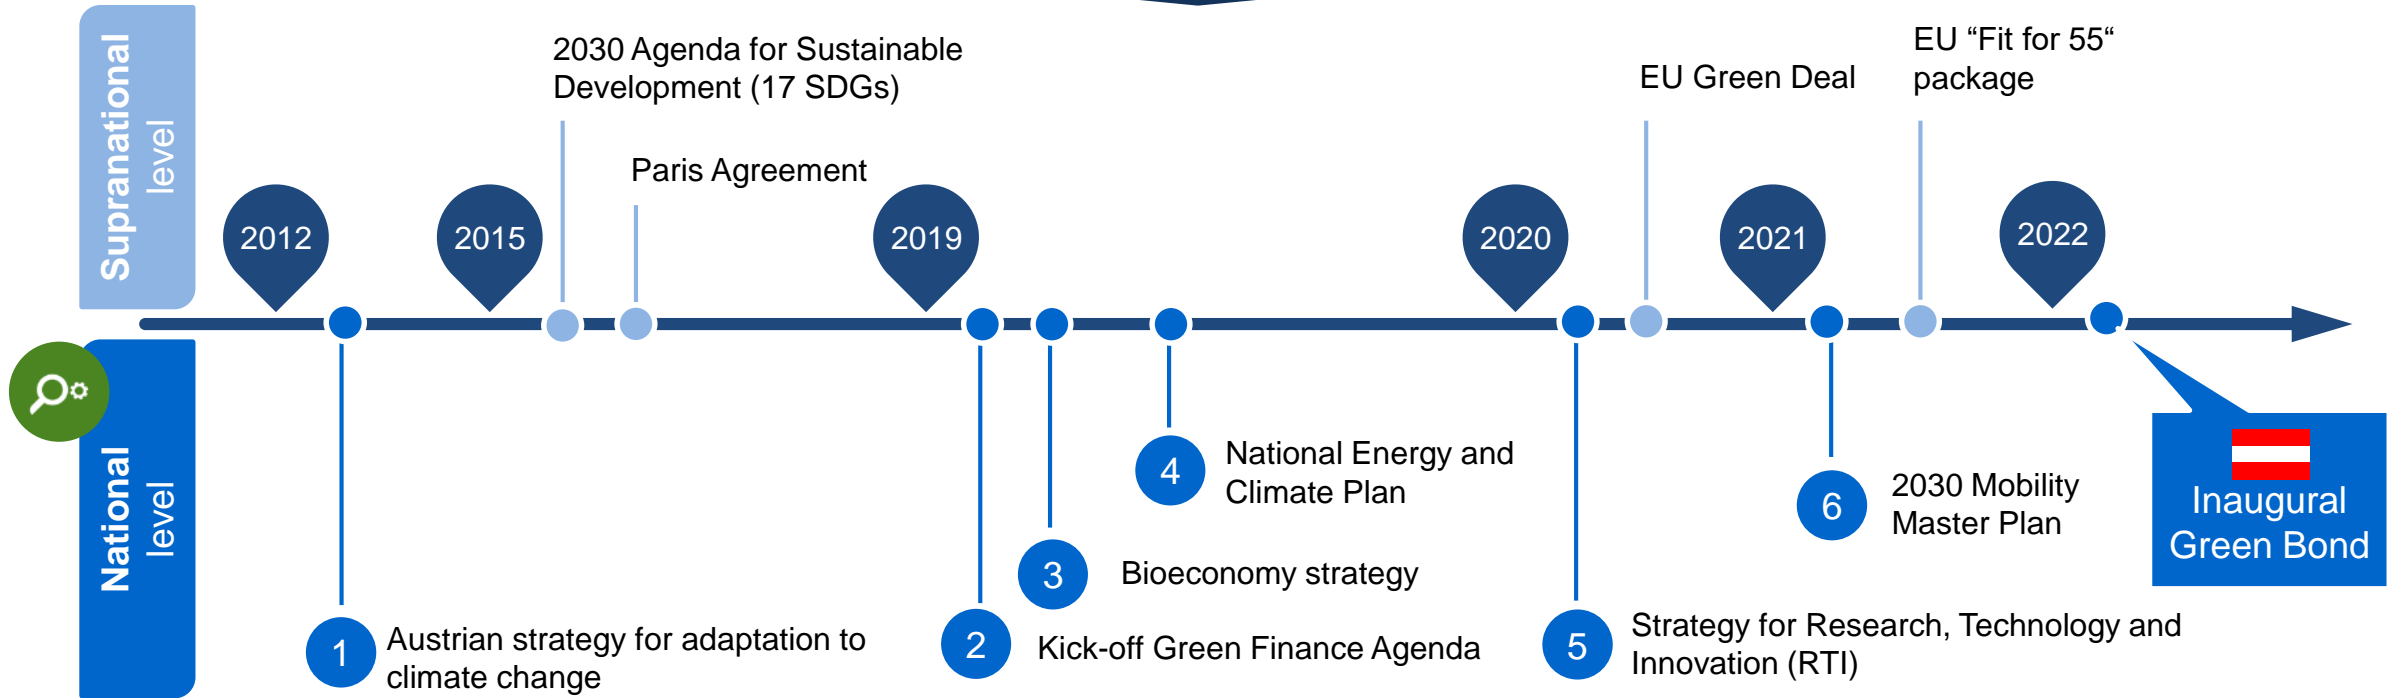 Supranational
level
2030 Agenda for Sustainable
Development (17 SDGs)
Paris Agreement
EU Green Deal
EU “Fit for 55“
package
2012
2015
2019
2020
2021
2022
National
level
1
Austrian strategy for adaptation to
climate change
2
Kick-off Green Finance Agenda
3
Bioeconomy strategy
4
National Energy and
Climate Plan
5
Strategy for Research, Technology and
Innovation (RTI)
6
2030 Mobility
Master Plan
Inaugural
Green Bond